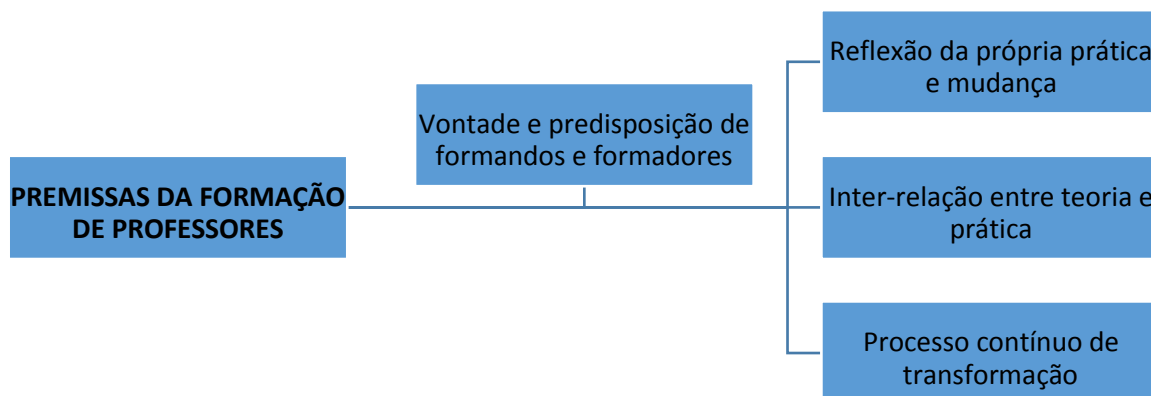 PREMISSAS DA FORMAÇÃO
DE PROFESSORES
Vontade e predisposição de
formandos e formadores
Reflexão da própria prática
e mudança
Inter-relação entre teoria e
prática
Processo contínuo de
transformação